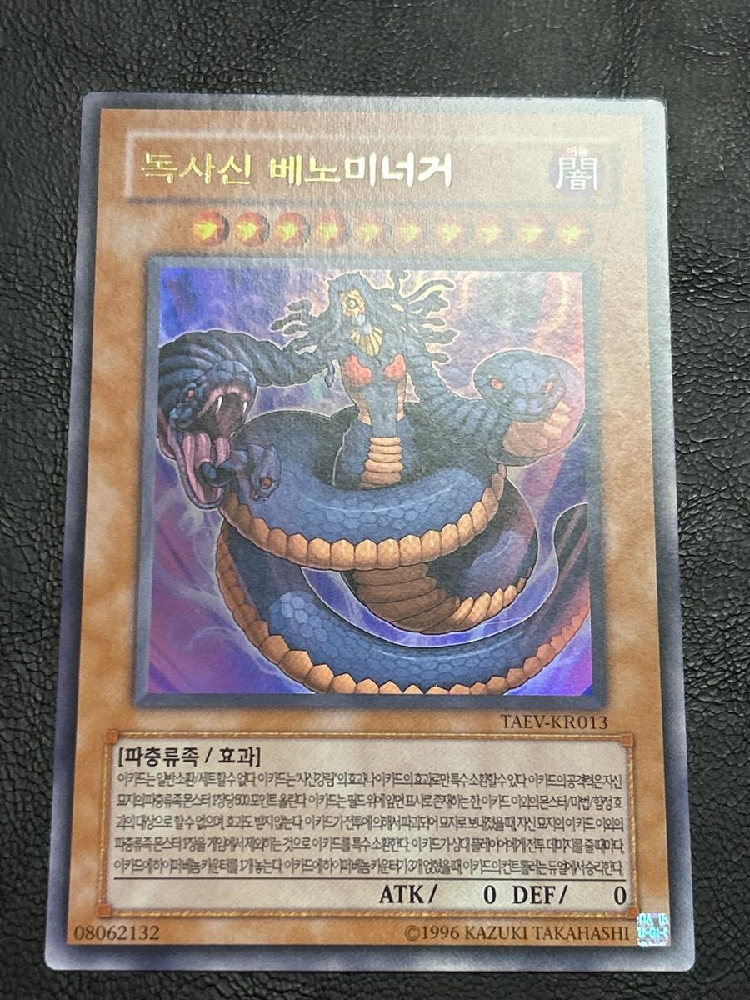 독사신 베노미너거
어둠
闇
TAEV-KR013
[파충류족 / 효과]
이 카드는 일반 소환/세트할 수 없다. 이 카드는 "사신강림"의 효과나 이 카드의 효과로만 특수 소환할 수 있다. 이 카드의 공격력은 자신
묘지의 파충류족 몬스터 1장당 500 포인트 올린다. 이 카드는 필드 위에 앞면 표시로 존재하는 한, 이 카드 이외의 몬스터/마법/함정 효
과의 대상으로 할 수 없으며, 효과도 받지 않는다. 이 카드가 전투에 의해서 파괴되어 묘지로 보내졌을 때, 자신 묘지의 이 카드 이외의
파충류족 몬스터 1장을 게임에서 제외하는 것으로 이 카드를 특수 소환한다. 이 카드가 상대 플레이어에게 전투 데미지를 줄 때마다,
이 카드에 하이퍼 베놈 카운터를 1개 놓는다. 이 카드에 하이퍼 베놈 카운터가 3개 얹혔을 때, 이 카드의 컨트롤러는 듀얼에서 승리한다.
ATK/ 0 DEF/ 0
08062132
©1996 KAZUKI TAKAHASHI